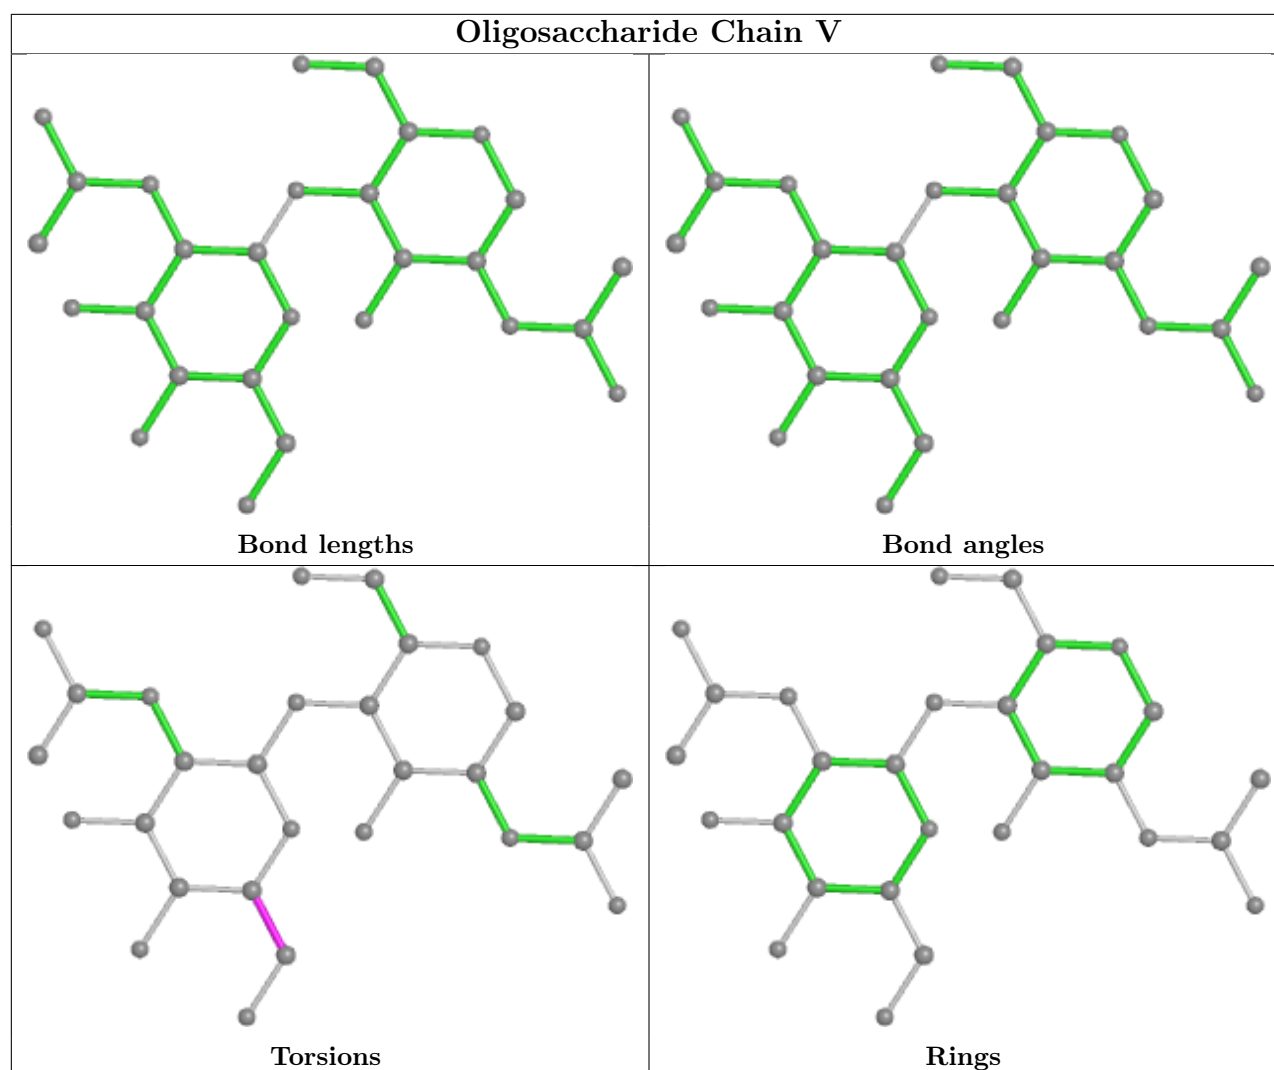 Oligosaccharide Chain V
Bond lengths
Bond angles
Torsions
Rings